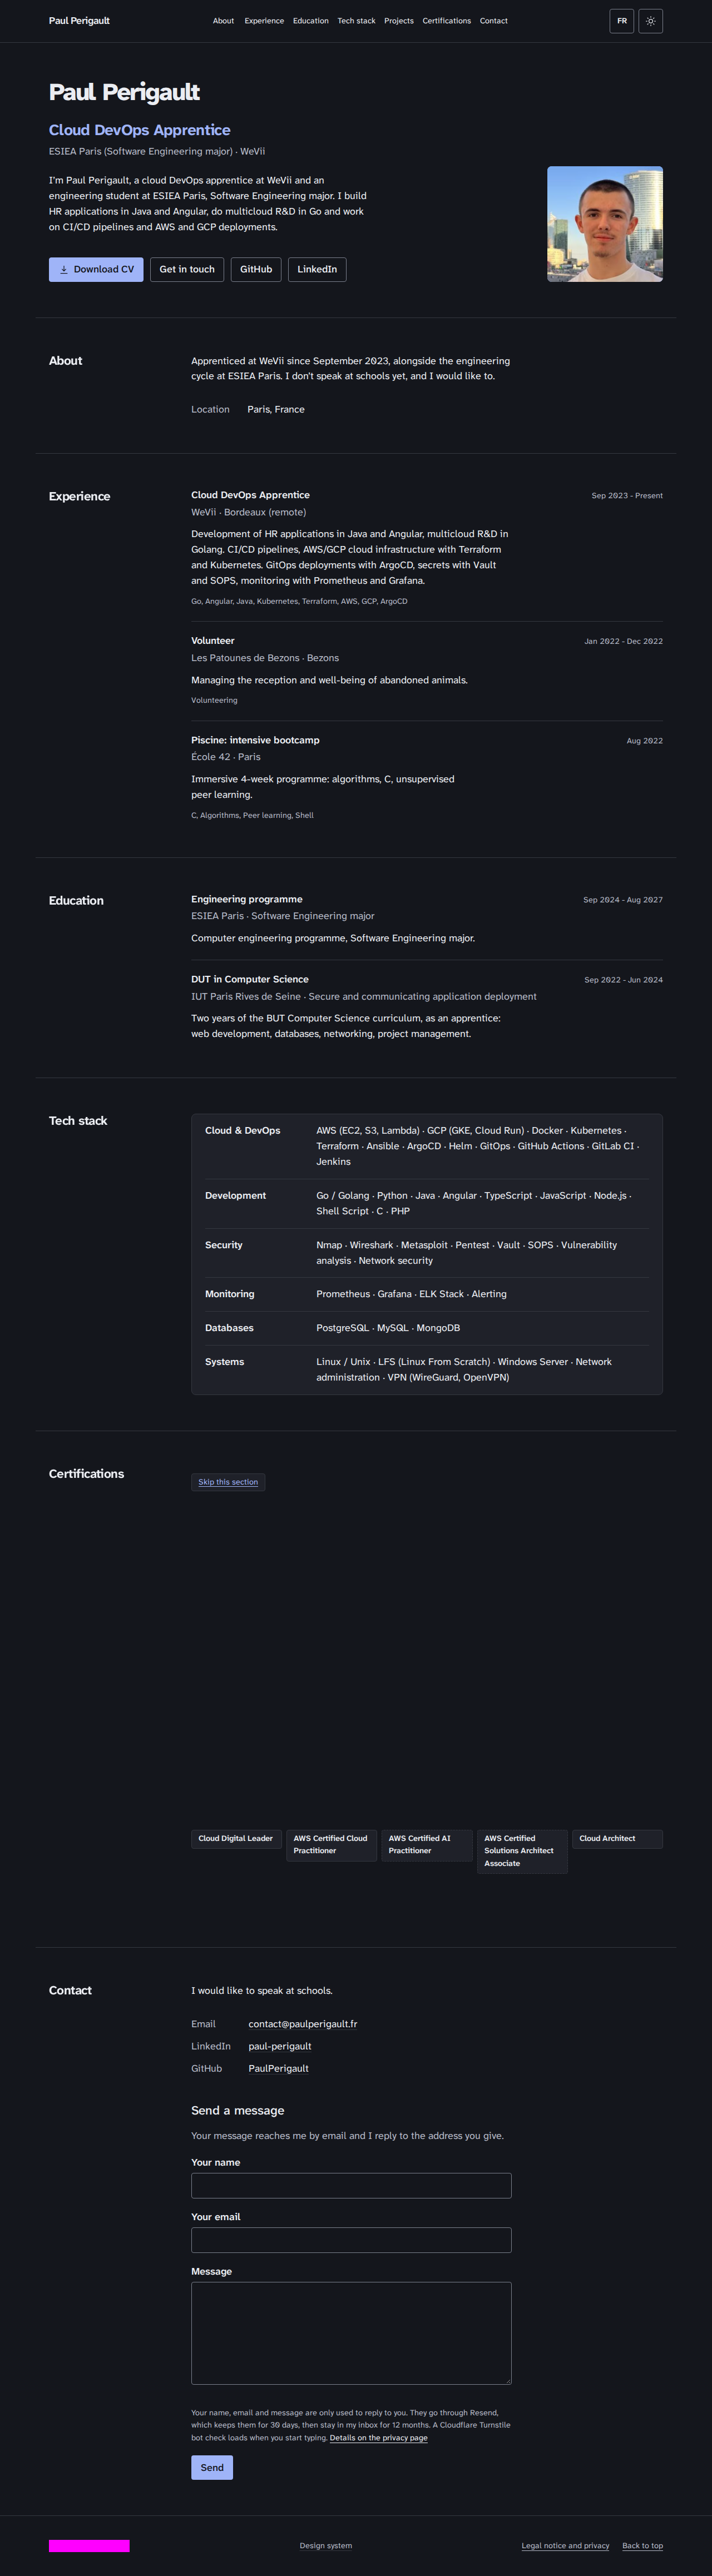 Paul Perigault
About Experience Education Tech stack Projects Certifications Contact
FR
Paul Perigault
Cloud DevOps Apprentice
ESIEA Paris (Software Engineering major) · WeVii
I'm Paul Perigault, a cloud DevOps apprentice at WeVii and an
engineering student at ESIEA Paris, Software Engineering major. I build
HR applications in Java and Angular, do multicloud R&D in Go and work
on CI/CD pipelines and AWS and GCP deployments.
Download CV
Get in touch
GitHub
LinkedIn
About
Apprenticed at WeVii since September 2023, alongside the engineering
cycle at ESIEA Paris. I don't speak at schools yet, and I would like to.
Location Paris, France
Experience
Cloud DevOps Apprentice
Sep 2023 - Present
WeVii · Bordeaux (remote)
Development of HR applications in Java and Angular, multicloud R&D in
Golang. CI/CD pipelines, AWS/GCP cloud infrastructure with Terraform
and Kubernetes. GitOps deployments with ArgoCD, secrets with Vault
and SOPS, monitoring with Prometheus and Grafana.
Go, Angular, Java, Kubernetes, Terraform, AWS, GCP, ArgoCD
Volunteer
Jan 2022 - Dec 2022
Les Patounes de Bezons · Bezons
Managing the reception and well-being of abandoned animals.
Volunteering
Piscine: intensive bootcamp
Aug 2022
École 42 · Paris
Immersive 4-week programme: algorithms, C, unsupervised
peer learning.
C, Algorithms, Peer learning, Shell
Education
Engineering programme
Sep 2024 - Aug 2027
ESIEA Paris · Software Engineering major
Computer engineering programme, Software Engineering major.
DUT in Computer Science
Sep 2022 - Jun 2024
IUT Paris Rives de Seine · Secure and communicating application deployment
Two years of the BUT Computer Science curriculum, as an apprentice:
web development, databases, networking, project management.
Tech stack
Cloud & DevOps
AWS (EC2, S3, Lambda) · GCP (GKE, Cloud Run) · Docker · Kubernetes ·
Terraform · Ansible · ArgoCD · Helm · GitOps · GitHub Actions · GitLab CI ·
Jenkins
Development
Go / Golang · Python · Java · Angular · TypeScript · JavaScript · Node.js ·
Shell Script · C · PHP
Security
Nmap · Wireshark · Metasploit · Pentest · Vault · SOPS · Vulnerability
analysis · Network security
Monitoring
Prometheus · Grafana · ELK Stack · Alerting
Databases
PostgreSQL · MySQL · MongoDB
Systems
Linux / Unix · LFS (Linux From Scratch) · Windows Server · Network
administration · VPN (WireGuard, OpenVPN)
Certifications
Skip this section
Cloud Digital Leader
AWS Certified Cloud
Practitioner
AWS Certified AI
Practitioner
AWS Certified
Solutions Architect
Associate
Cloud Architect
Contact
I would like to speak at schools.
Email contact@paulperigault.fr
LinkedIn paul-perigault
GitHub PaulPerigault
Send a message
Your message reaches me by email and I reply to the address you give.
Your name
Your email
Message
Your name, email and message are only used to reply to you. They go through Resend,
which keeps them for 30 days, then stay in my inbox for 12 months. A Cloudflare Turnstile
bot check loads when you start typing. Details on the privacy page
Send
Design system
Legal notice and privacy
Back to top